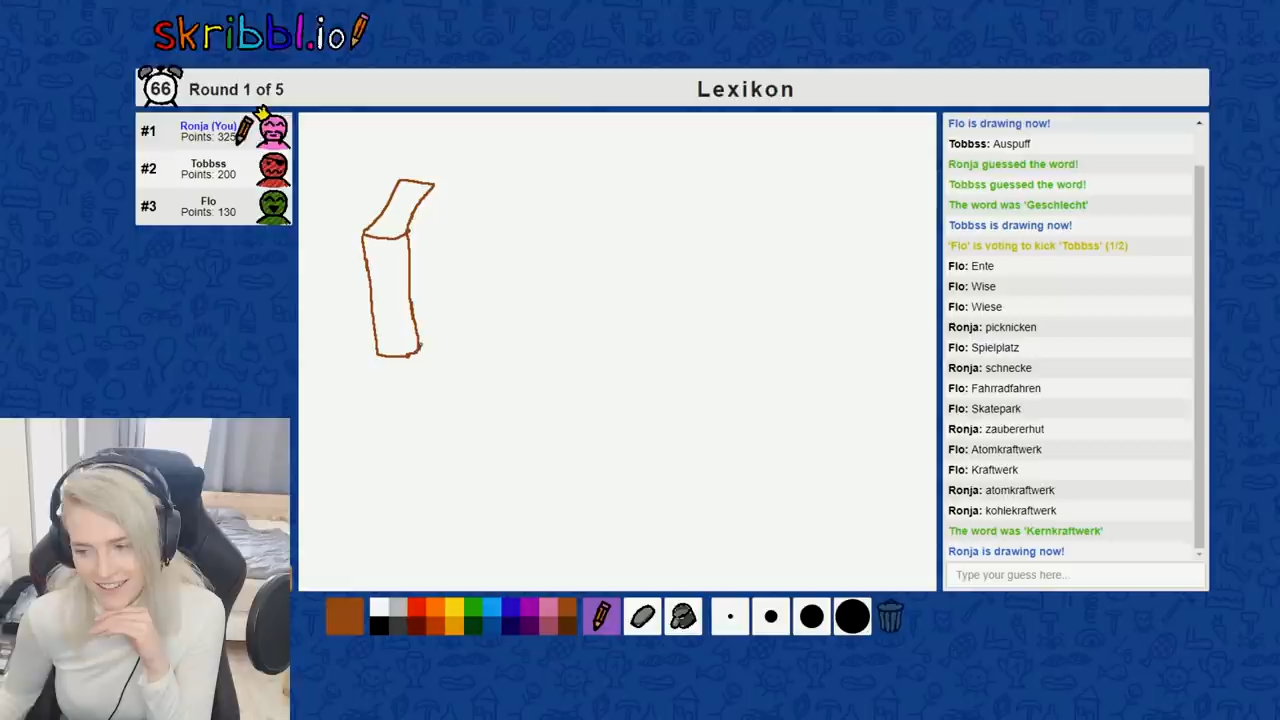 skribbl.io
66
Round 1 of 5
Lexikon
#1
Ronja (You)
Points: 325
#2
Tobbss
Points: 200
#3
Flo
Points: 130
Flo is drawing now!
Tobbss: Auspuff
Ronja guessed the word!
Tobbss guessed the word!
The word was 'Geschlecht'
Tobbss is drawing now!
'Flo' is voting to kick 'Tobbss' (1/2)
Flo: Ente
Flo: Wise
Flo: Wiese
Ronja: picknicken
Flo: Spielplatz
Ronja: schnecke
Flo: Fahrradfahren
Flo: Skatepark
Ronja: zaubererhut
Flo: Atomkraftwerk
Flo: Kraftwerk
Ronja: atomkraftwerk
Ronja: kohlekraftwerk
The word was 'Kernkraftwerk'
Ronja is drawing now!
Type your guess here...